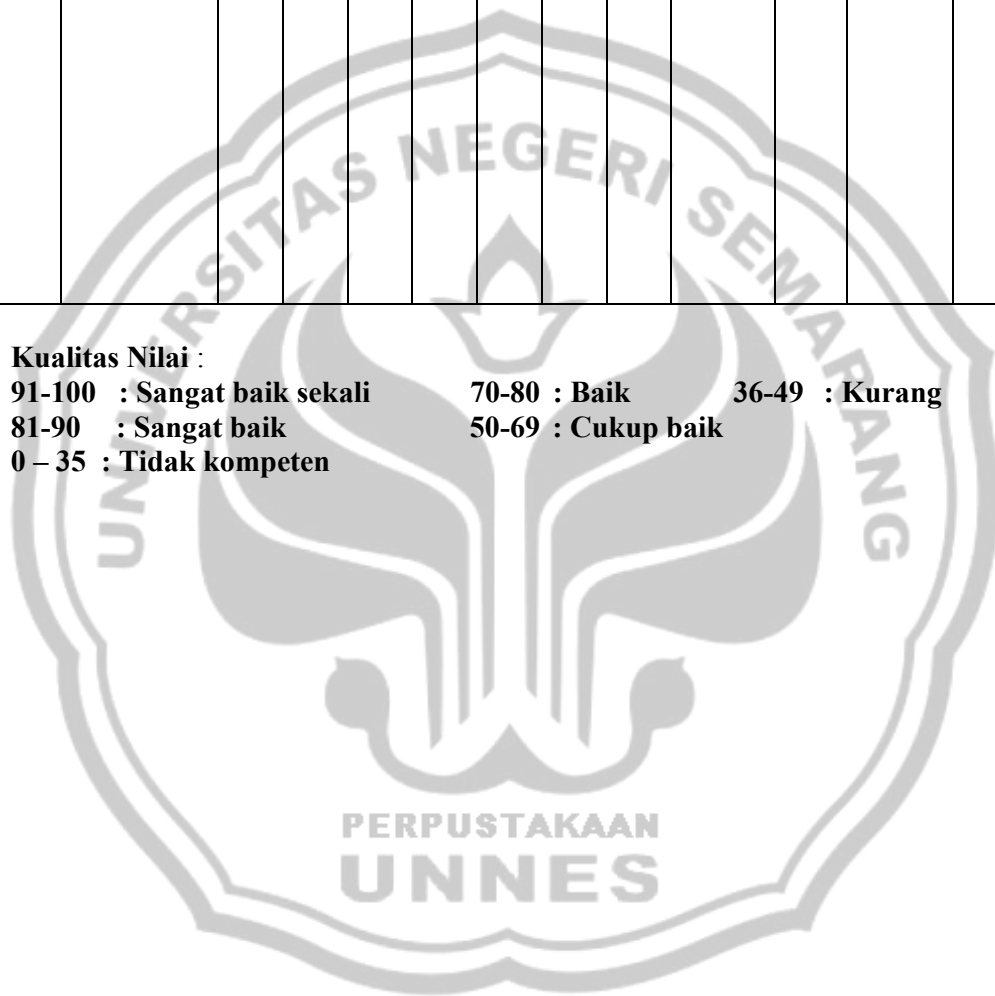 UNIVERSITAS NEGERI SEMARANG
Kualitas Nilai :
91-100 : Sangat baik sekali 70-80 : Baik 36-49 : Kurang
81-90 : Sangat baik 50-69 : Cukup baik
0 – 35 : Tidak kompeten
PERPUSTAKAAN
UNNES